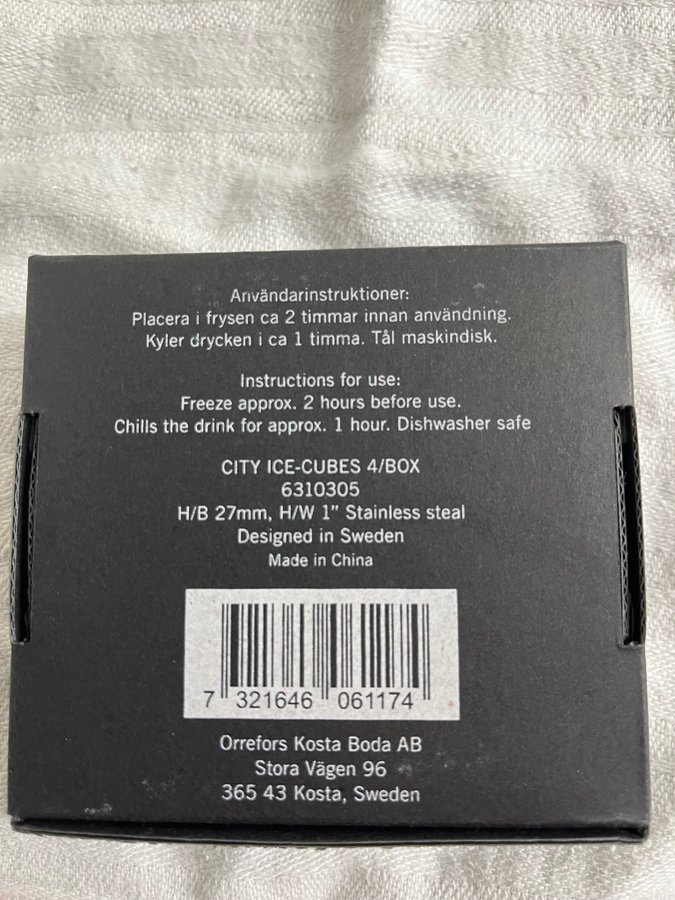 Användarinstruktioner:
Placera i frysen ca 2 timmar innan användning.
Kyler drycken i ca 1 timma. Tål maskindisk.
Instructions for use:
Freeze approx. 2 hours before use.
Chills the drink for approx. 1 hour. Dishwasher safe
CITY ICE-CUBES 4/BOX
6310305
H/B 27mm, H/W 1” Stainless steal
Designed in Sweden
Made in China
7 321646 061174
Orrefors Kosta Boda AB
Stora Vägen 96
365 43 Kosta, Sweden